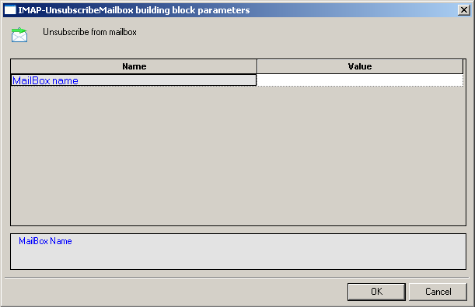 IMAP-UnsubscribeMailbox building block parameters
Unsubscribe from mailbox
Name Value
MailBox name
MailBox Name
OK Cancel